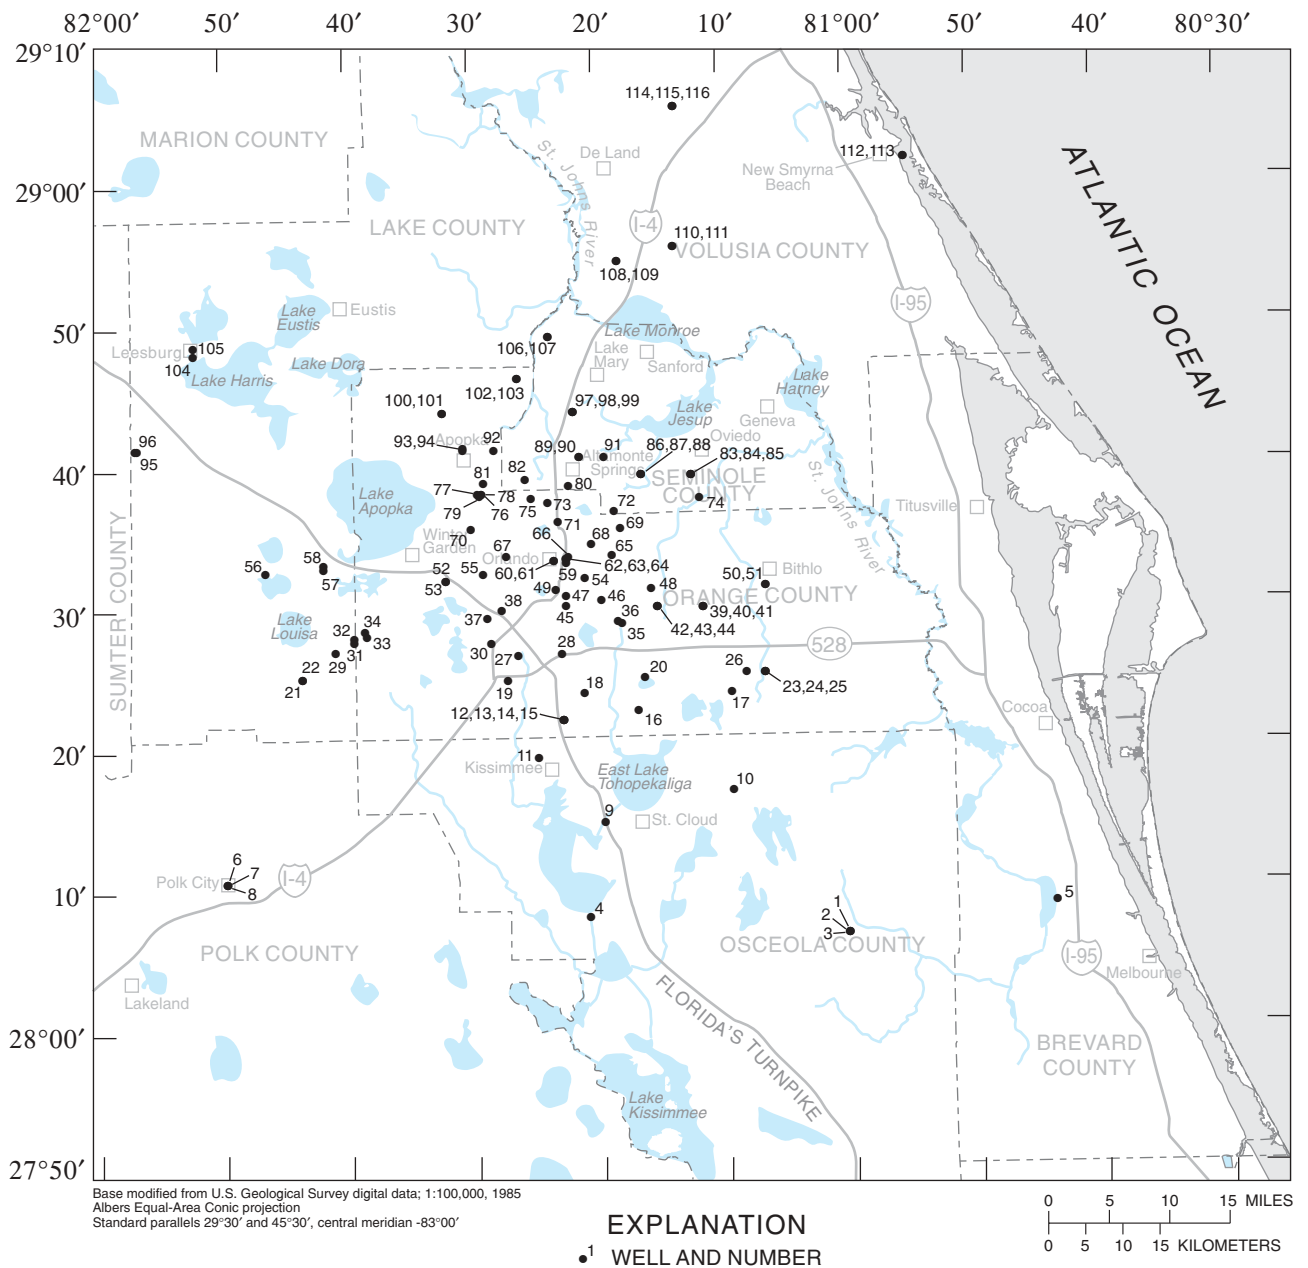 82°00′ 50′ 40′ 30′ 20′ 10′ 81°00′ 50′ 40′ 80°30′
29°10′
114,115,116
MARION COUNTY
St. Johns River
De Land
112,113
New Smyrna
Beach
ATLANTIC OCEAN
29°00′
LAKE COUNTY
I-4
110,111
VOLUSIA COUNTY
108,109
I-95
Lake
Eustis
Eustis
50′
Lake Monroe
Leesburg
105
104
Lake Harris
Lake Dora
106,107
Lake
Mary
Sanford
102,103
Lake
Harney
100,101
97,98,99
Lake
Jesup
Geneva
93,94
Apopka
92
89,90
91
86,87,88
Oviedo
83,84,85
96
95
Altamonte
Springs
40′
81
82
80
SEMINOLE
COUNTY
St. Johns River
77
78
79
76
75
73
72
74
Titusville
Lake
Apopka
71
69
Winter
Garden
70
66
68
67
65
Orlando
62,63,64
58
57
56
52
53
55
60,61
59
54
50,51
Bithlo
49
47
46
48
ORANGE COUNTY
30′
38
45
36
39,40,41
37
35
42,43,44
SUMTER COUNTY
Lake
Louisa
34
32
33
31
30
28
528
22
29
27
20
26
23,24,25
21
19
18
17
12,13,14,15
16
Cocoa
20′
11
Kissimmee
East Lake
Tohopekaliga
10
9
St. Cloud
6
7
8
Polk City
I-4
10′
4
1
2
3
5
OSCEOLA COUNTY
POLK COUNTY
I-95
Melbourne
Lakeland
FLORIDA'S TURNPIKE
28°00′
BREVARD
COUNTY
Lake
Kissimmee
27°50′
Base modified from U.S. Geological Survey digital data; 1:100,000, 1985
Albers Equal-Area Conic projection
Standard parallels 29°30′ and 45°30′, central meridian -83°00′
0 5 10 15 MILES
0 5 10 15 KILOMETERS
EXPLANATION
1 WELL AND NUMBER